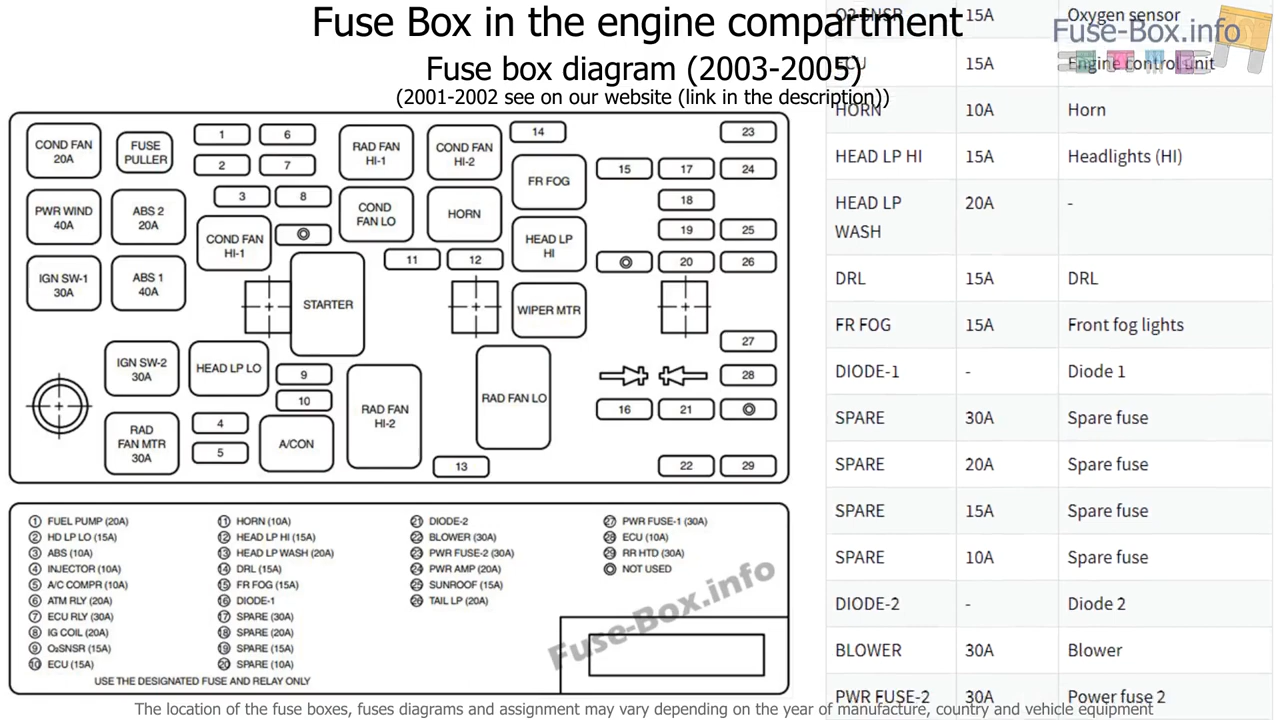 Fuse Box in the engine compartment
Fuse box diagram (2003-2005)
(2001-2002 see on our website (link in the description))
COND FAN
20A
FUSE
PULLER
1
6
RAD FAN
HI-1
COND FAN
HI-2
14
23
2
7
FR FOG
15
17
24
PWR WIND
40A
ABS 2
20A
3
8
COND
FAN LO
HORN
18
COND FAN
HI-1
HEAD LP
HI
19
25
11
12
20
26
IGN SW-1
30A
ABS 1
40A
STARTER
WIPER MTR
27
IGN SW-2
30A
HEAD LP LO
9
RAD FAN
HI-2
RAD FAN LO
28
10
16
21
RAD
FAN MTR
30A
4
5
A/CON
13
22
29
1 FUEL PUMP (20A)
2 HD LP LO (15A)
3 ABS (10A)
4 INJECTOR (10A)
5 A/C COMPR (10A)
6 ATM RLY (20A)
7 ECU RLY (30A)
8 IG COIL (20A)
9 O₂SNSR (15A)
10 ECU (15A)
11 HORN (10A)
12 HEAD LP HI (15A)
13 HEAD LP WASH (20A)
14 DRL (15A)
15 FR FOG (15A)
16 DIODE-1
17 SPARE (30A)
18 SPARE (20A)
19 SPARE (15A)
20 SPARE (10A)
21 DIODE-2
22 BLOWER (30A)
23 PWR FUSE-2 (30A)
24 PWR AMP (20A)
25 SUNROOF (15A)
26 TAIL LP (20A)
27 PWR FUSE-1 (30A)
28 ECU (10A)
29 RR HTD (30A)
NOT USED
USE THE DESIGNATED FUSE AND RELAY ONLY
Fuse-Box.info
O2 SNSR 15A Oxygen sensor
Fuse-Box.info
ECU 15A Engine control unit
HORN 10A Horn
HEAD LP HI 15A Headlights (HI)
HEAD LP 20A -
WASH
DRL 15A DRL
FR FOG 15A Front fog lights
DIODE-1 - Diode 1
SPARE 30A Spare fuse
SPARE 20A Spare fuse
SPARE 15A Spare fuse
SPARE 10A Spare fuse
DIODE-2 - Diode 2
BLOWER 30A Blower
PWR FUSE-2 30A Power fuse 2
The location of the fuse boxes, fuses diagrams and assignment may vary depending on the year of manufacture, country and vehicle equipment